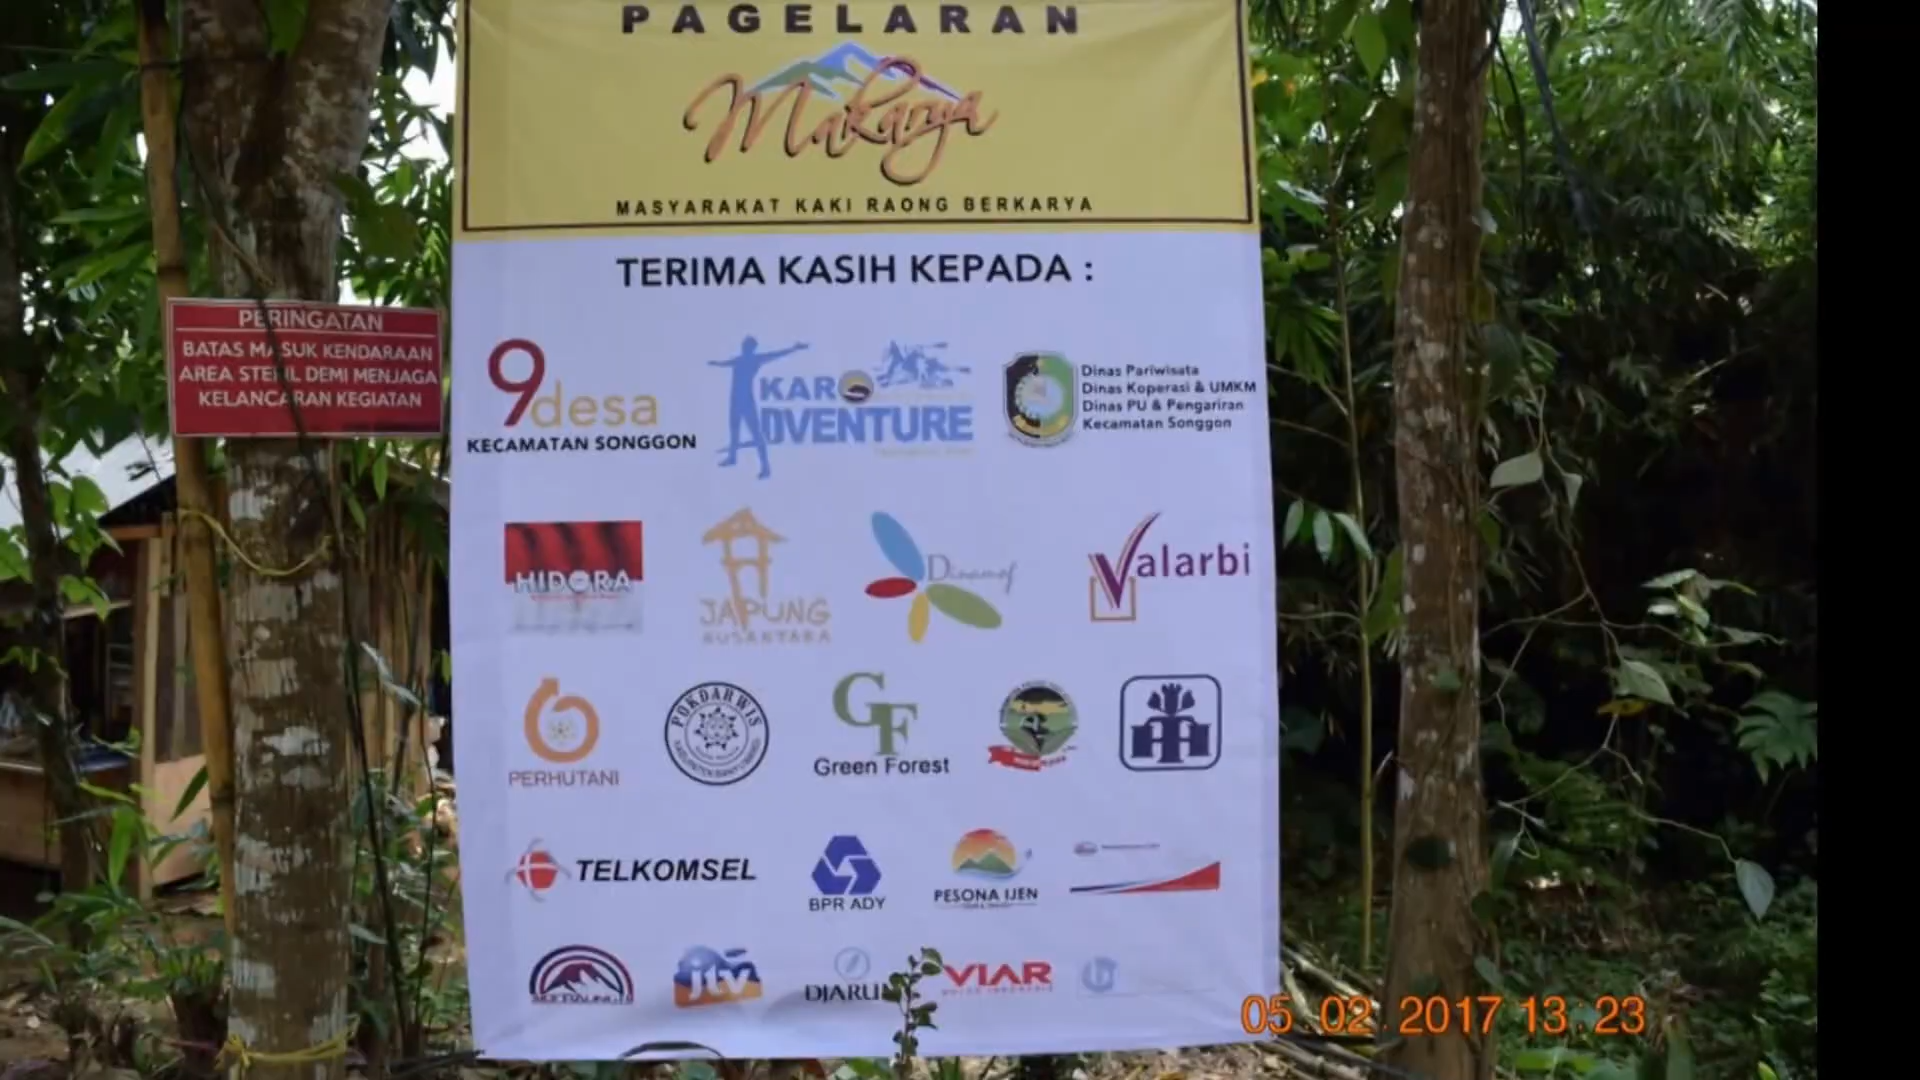 PAGELARAN
Makarya
MASYARAKAT KAKI RAONG BERKARYA
TERIMA KASIH KEPADA :
PERINGATAN
BATAS MASUK KENDARAAN
AREA STERIL DEMI MENJAGA
KELANCARAN KEGIATAN
9desa
KECAMATAN SONGGON
KARO
ADVENTURE
Dinas Pariwisata
Dinas Koperasi & UMKM
Dinas PU & Pengariran
Kecamatan Songgon
HIDORA
JAPUNG
NUSANTARA
Dinamof
Valarbi
PERHUTANI
POKDARWIS
GF
Green Forest
TELKOMSEL
BPR ADY
PESONA IJEN
jtv
DJARUM
VIAR
05 02 2017 13:23